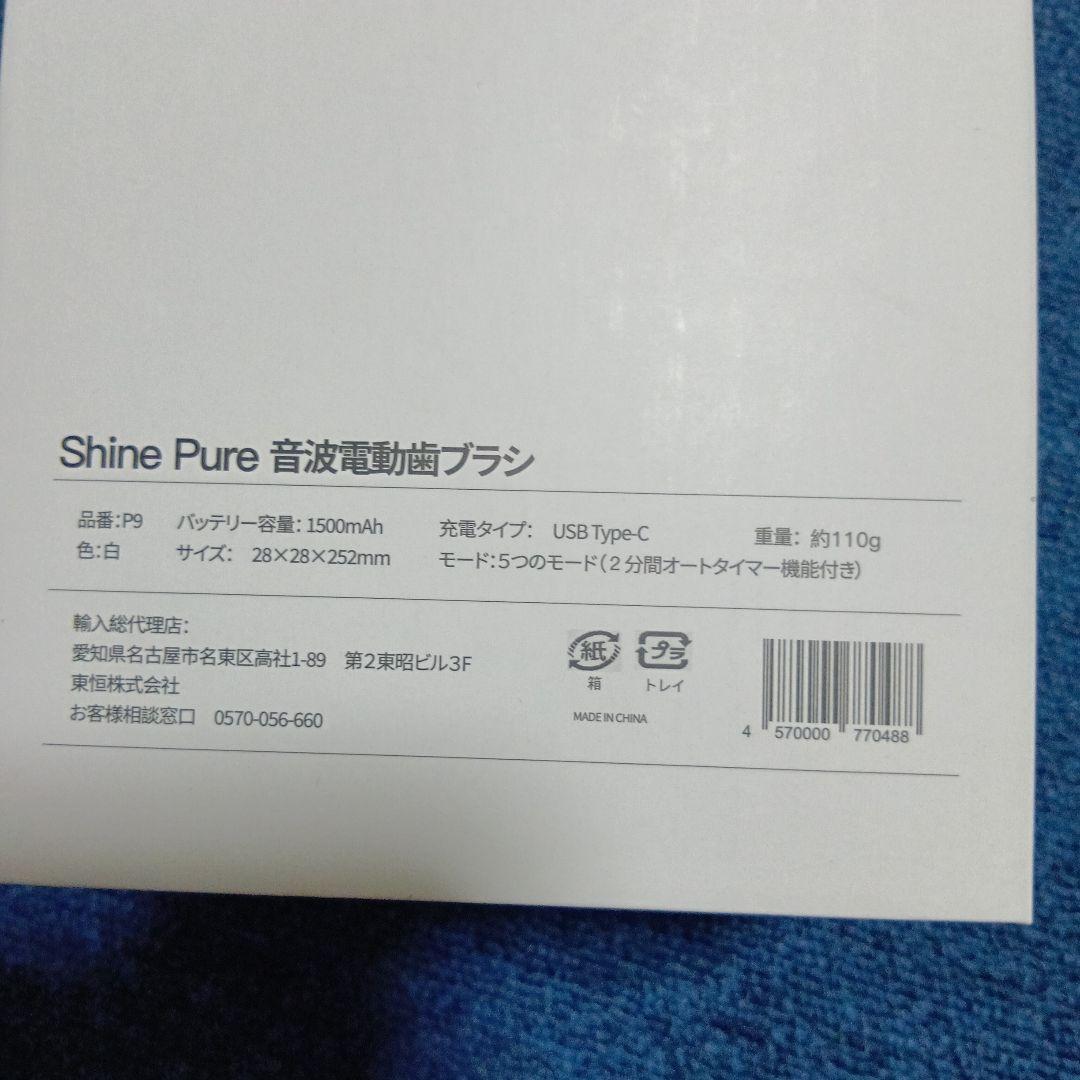 Shine Pure 音波電動歯ブラシ
品番:P9 バッテリー容量: 1500mAh 充電タイプ: USB Type-C 重量: 約110g
色:白 サイズ: 28×28×252mm モード:5つのモード(2分間オートタイマー機能付き)
輸入総代理店:
愛知県名古屋市名東区高社1-89 第2東昭ビル3F
東恒株式会社
お客様相談窓口 0570-056-660
紙
箱
プラ
トレイ
MADE IN CHINA
4 570000 770488